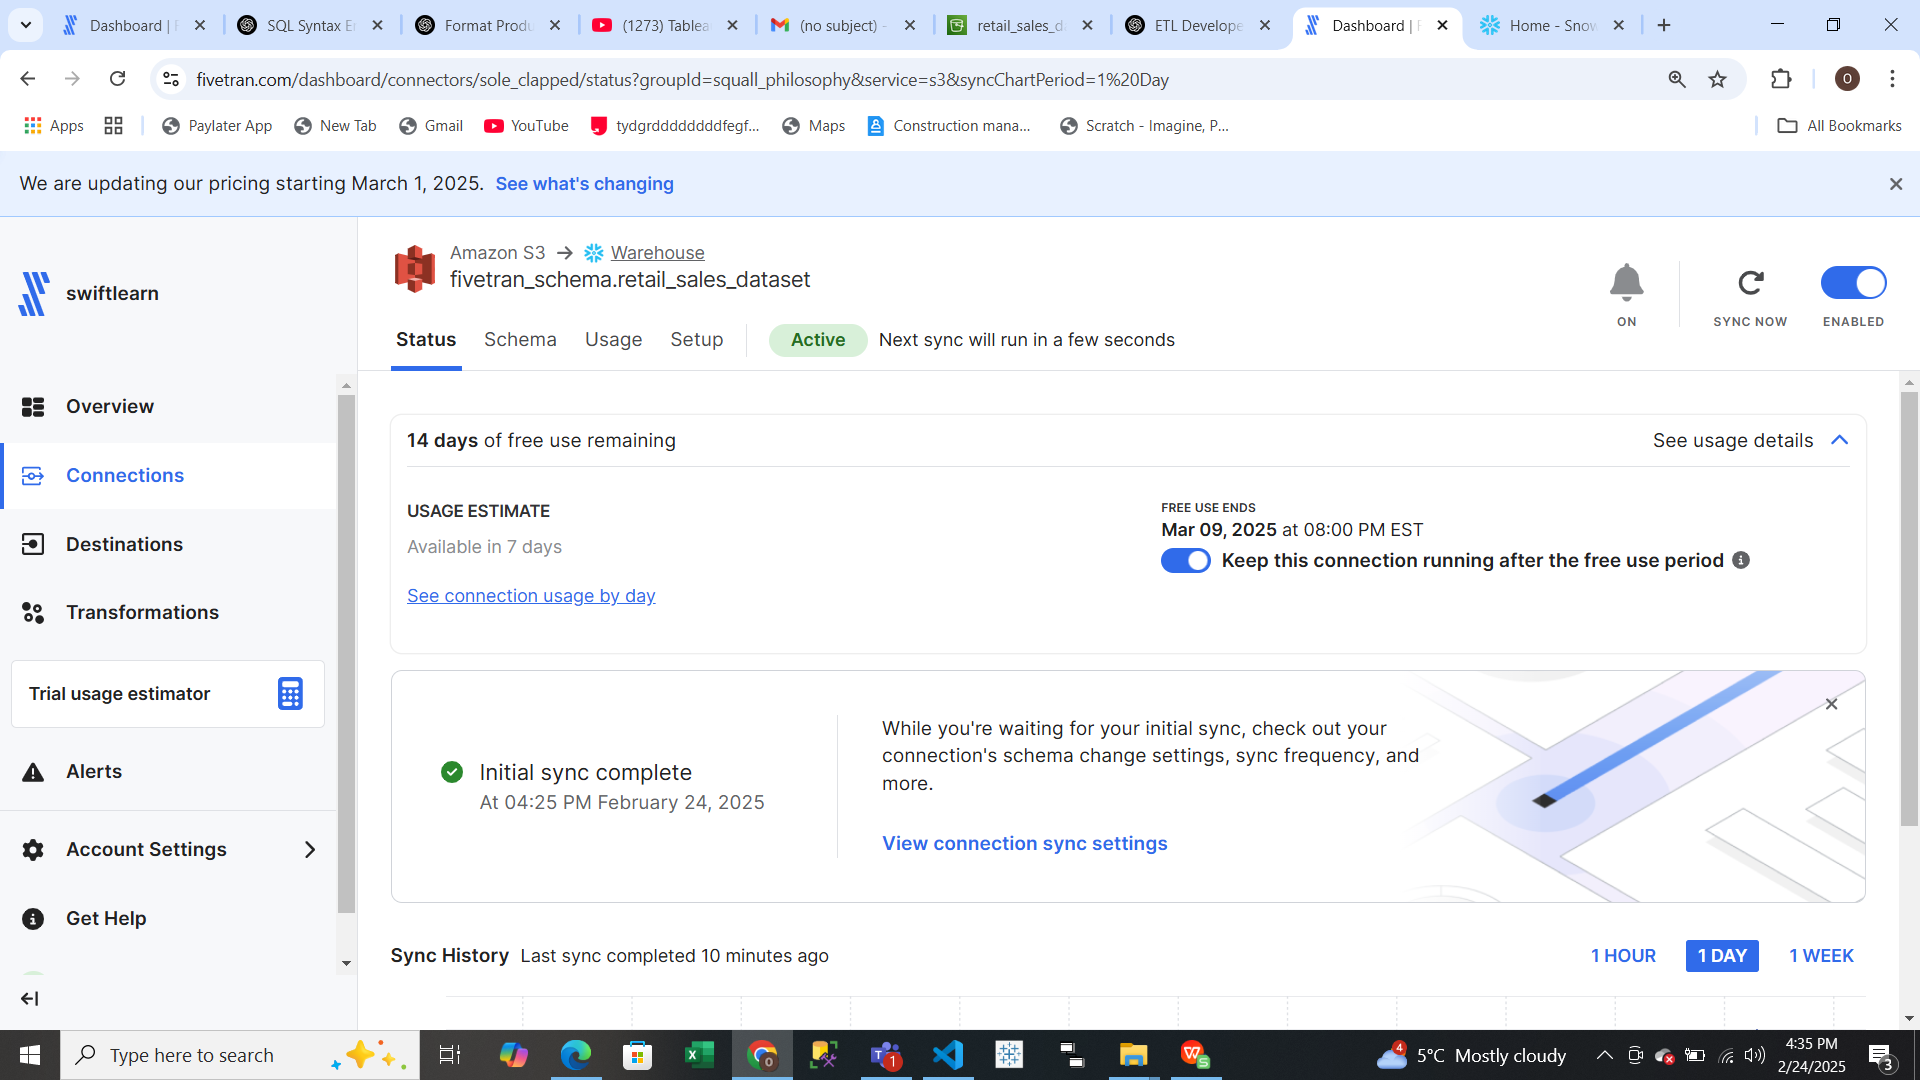 Dashboard | F
SQL Syntax Er
Format Produ
(1273) Tablea
(no subject) -
retail_sales_da
ETL Develope
Dashboard | F
Home - Snow
fivetran.com/dashboard/connectors/sole_clapped/status?groupId=squall_philosophy&service=s3&syncChartPeriod=1%20Day
O
Apps
Paylater App
New Tab
Gmail
YouTube
tydgrdddddddfegf...
Maps
Construction mana...
Scratch - Imagine, P...
All Bookmarks
We are updating our pricing starting March 1, 2025. See what's changing
swiftlearn
Amazon S3 → Warehouse
fivetran_schema.retail_sales_dataset
ON
SYNC NOW
ENABLED
Status
Schema
Usage
Setup
Active
Next sync will run in a few seconds
Overview
Connections
Destinations
Transformations
Trial usage estimator
Alerts
Account Settings
Get Help
14 days of free use remaining
See usage details
USAGE ESTIMATE
Available in 7 days
See connection usage by day
FREE USE ENDS
Mar 09, 2025 at 08:00 PM EST
Keep this connection running after the free use period
Initial sync complete
At 04:25 PM February 24, 2025
While you're waiting for your initial sync, check out your
connection's schema change settings, sync frequency, and
more.
View connection sync settings
Sync History Last sync completed 10 minutes ago
1 HOUR
1 DAY
1 WEEK
Type here to search
1
4
5°C Mostly cloudy
4:35 PM
2/24/2025
3